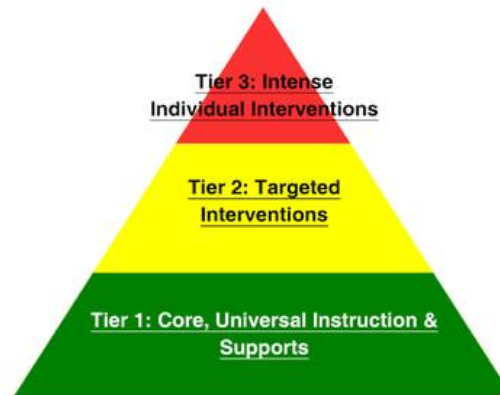 Tier 3: Intense
Individual Interventions
Tier 2: Targeted
Interventions
Tier 1: Core, Universal Instruction &
Supports